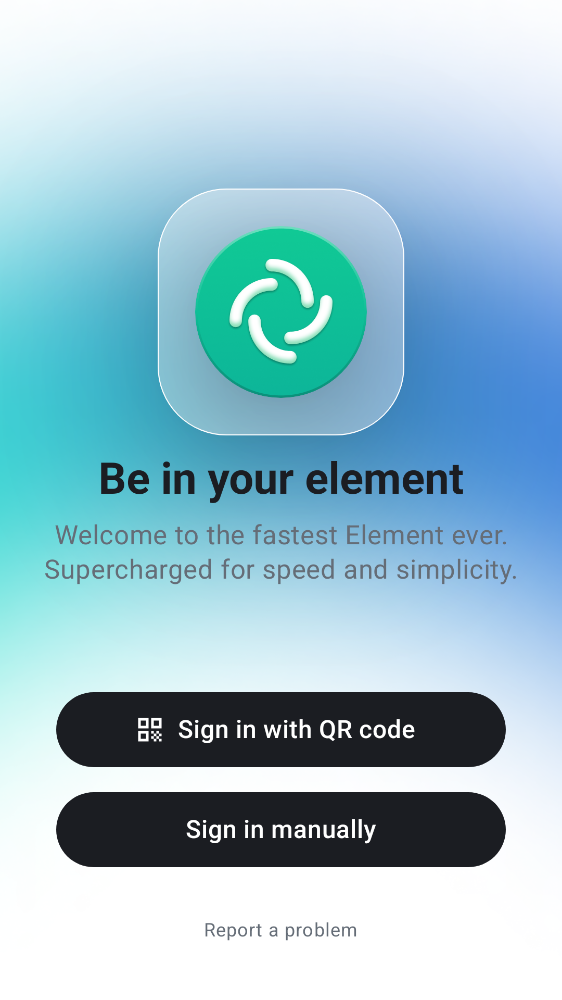 Be in your element
Welcome to the fastest Element ever.
Supercharged for speed and simplicity.
Sign in with QR code
Sign in manually
Report a problem